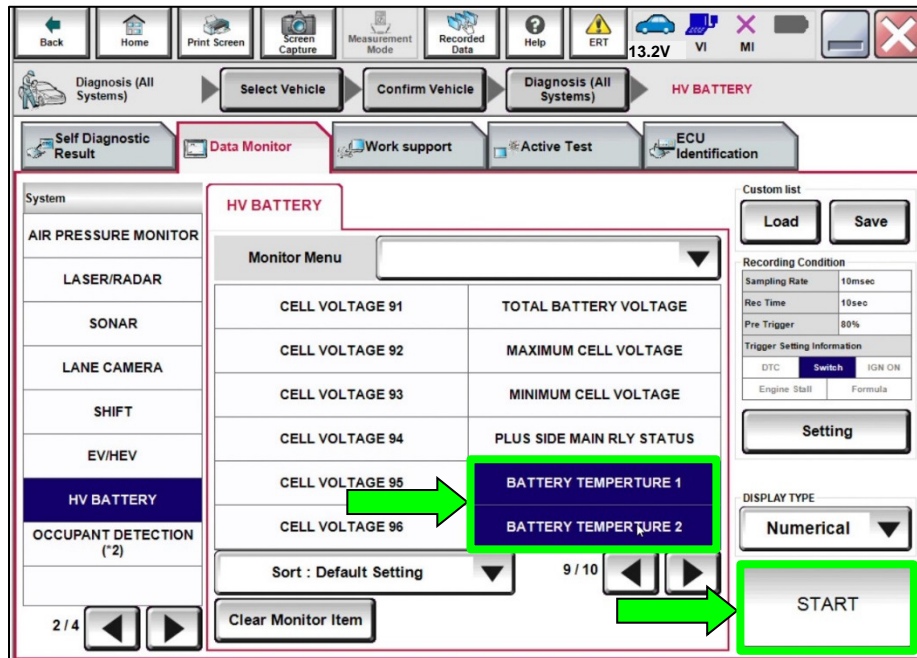 Back
Home
Print Screen
Screen
Capture
Measurement
Mode
Recorded
Data
Help
ERT
13.2V
VI
MI
Diagnosis (All
Systems)
Select Vehicle
Confirm Vehicle
Diagnosis (All
Systems)
HV BATTERY
Self Diagnostic
Result
Data Monitor
Work support
Active Test
ECU
Identification
System
AIR PRESSURE MONITOR
LASER/RADAR
SONAR
LANE CAMERA
SHIFT
EV/HEV
HV BATTERY
OCCUPANT DETECTION
(*2)
2/4
HV BATTERY
Monitor Menu
CELL VOLTAGE 91
TOTAL BATTERY VOLTAGE
CELL VOLTAGE 92
MAXIMUM CELL VOLTAGE
CELL VOLTAGE 93
MINIMUM CELL VOLTAGE
CELL VOLTAGE 94
PLUS SIDE MAIN RLY STATUS
CELL VOLTAGE 95
BATTERY TEMPERTURE 1
CELL VOLTAGE 96
BATTERY TEMPERTURE 2
Sort : Default Setting
9/10
Clear Monitor Item
Custom list
Load
Save
Recording Condition
Sampling Rate 10msec
Rec Time 10sec
Pre Trigger 80%
Trigger Setting Information
DTC Switch IGN ON
Engine Stall Formula
Setting
DISPLAY TYPE
Numerical
START